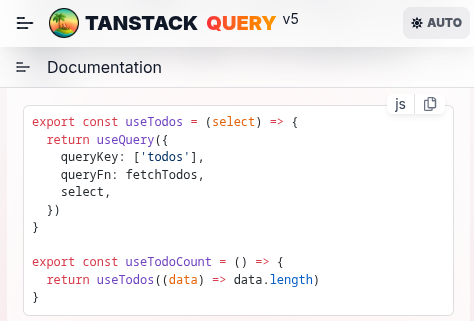 TANSTACK QUERY v5
AUTO
Documentation
js
export const useTodos = (select) => {
  return useQuery({
    queryKey: ['todos'],
    queryFn: fetchTodos,
    select,
  })
}

export const useTodoCount = () => {
  return useTodos((data) => data.length)
}